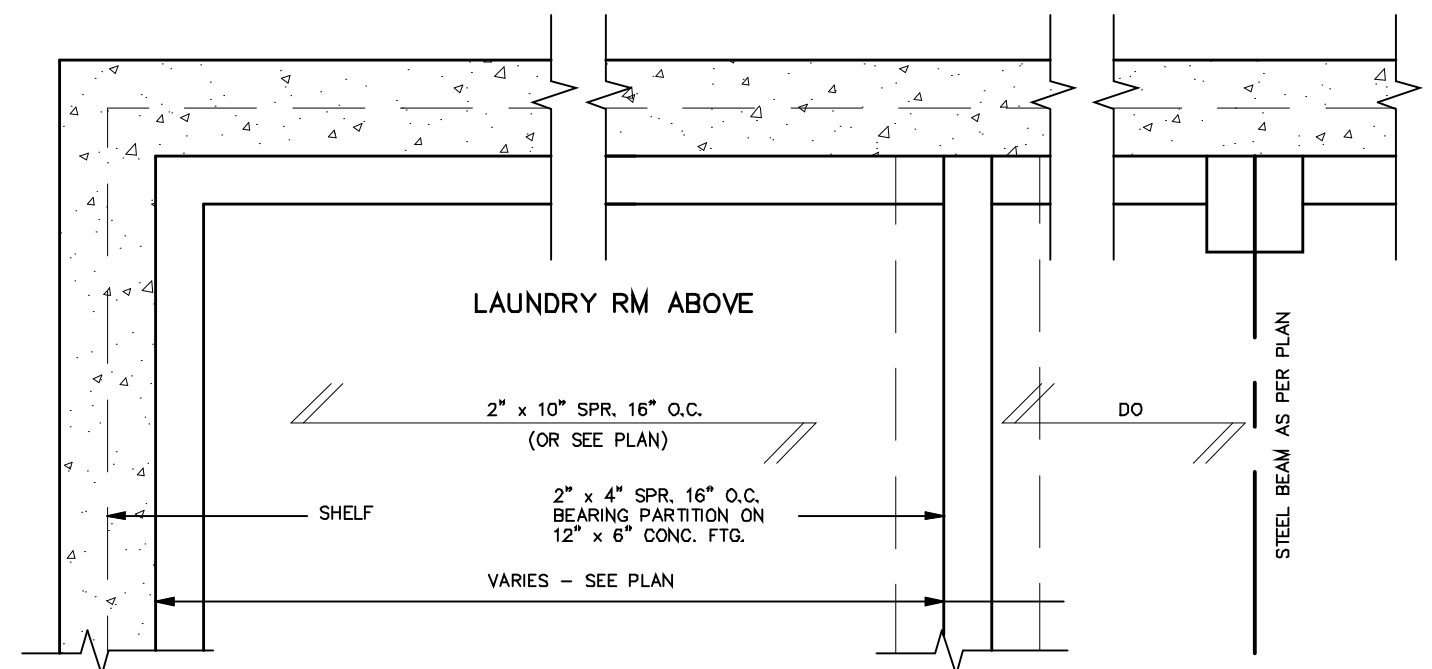 LAUNDRY RM ABOVE
2" x 10" SPR. 16" O.C.
(OR SEE PLAN)
DO
STEEL BEAM AS PER PLAN
SHELF
2" x 4" SPR. 16" O.C.
BEARING PARTITION ON
12" x 6" CONC. FTG.
VARIES - SEE PLAN